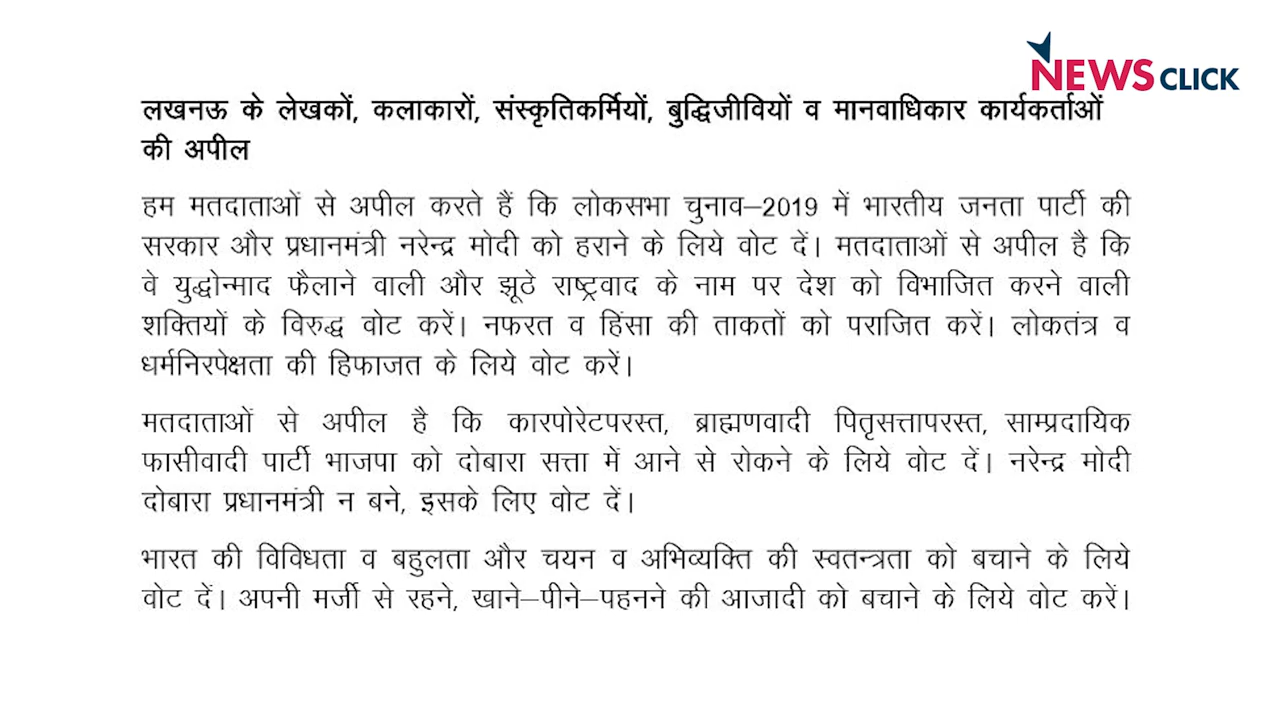 NEWSCLICK
लखनऊ के लेखकों, कलाकारों, संस्कृतिकर्मियों, बुद्धिजीवियों व मानवाधिकार कार्यकर्ताओं
की अपील
हम मतदाताओं से अपील करते हैं कि लोकसभा चुनाव–2019 में भारतीय जनता पार्टी की
सरकार और प्रधानमंत्री नरेन्द्र मोदी को हराने के लिये वोट दें। मतदाताओं से अपील है कि
वे युद्धोन्माद फैलाने वाली और झूठे राष्ट्रवाद के नाम पर देश को विभाजित करने वाली
शक्तियों के विरुद्ध वोट करें। नफरत व हिंसा की ताकतों को पराजित करें। लोकतंत्र व
धर्मनिरपेक्षता की हिफाजत के लिये वोट करें।
मतदाताओं से अपील है कि कारपोरेटपरस्त, ब्राह्मणवादी पितृसत्तापरस्त, साम्प्रदायिक
फासीवादी पार्टी भाजपा को दोबारा सत्ता में आने से रोकने के लिये वोट दें। नरेन्द्र मोदी
दोबारा प्रधानमंत्री न बने, इसके लिए वोट दें।
भारत की विविधता व बहुलता और चयन व अभिव्यक्ति की स्वतन्त्रता को बचाने के लिये
वोट दें। अपनी मर्जी से रहने, खाने–पीने–पहनने की आजादी को बचाने के लिये वोट करें।